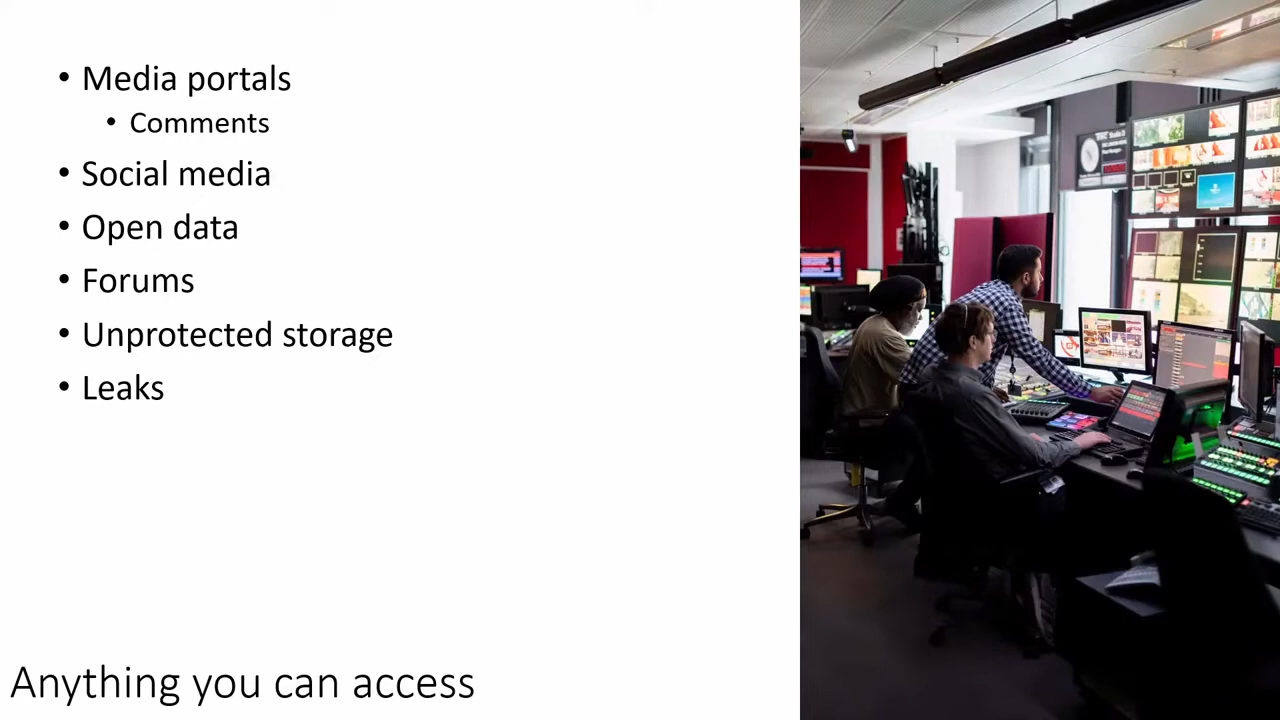 • Media portals
• Comments
• Social media
• Open data
• Forums
• Unprotected storage
• Leaks
Anything you can access